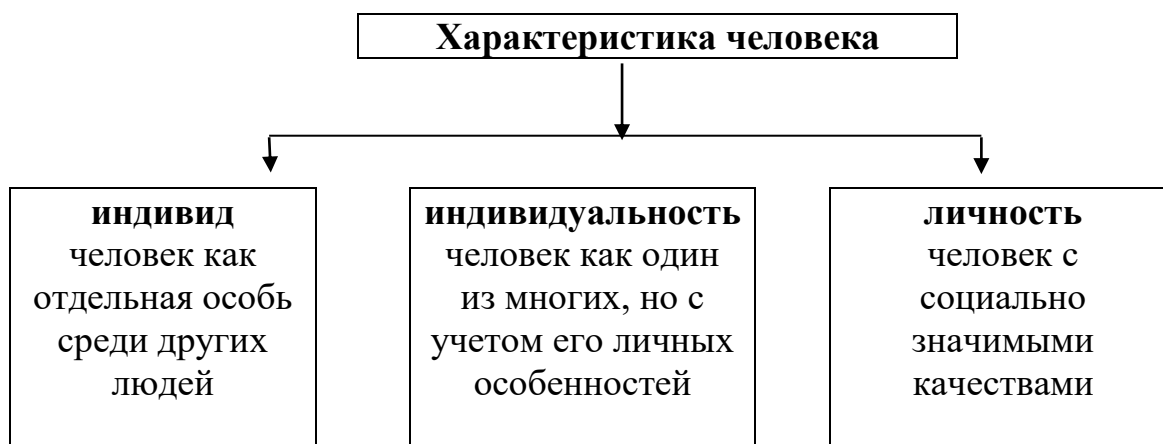 Характеристика человека
индивид
человек как
отдельная особь
среди других
людей
индивидуальность
человек как один
из многих, но с
учетом его личных
особенностей
личность
человек с
социально
значимыми
качествами